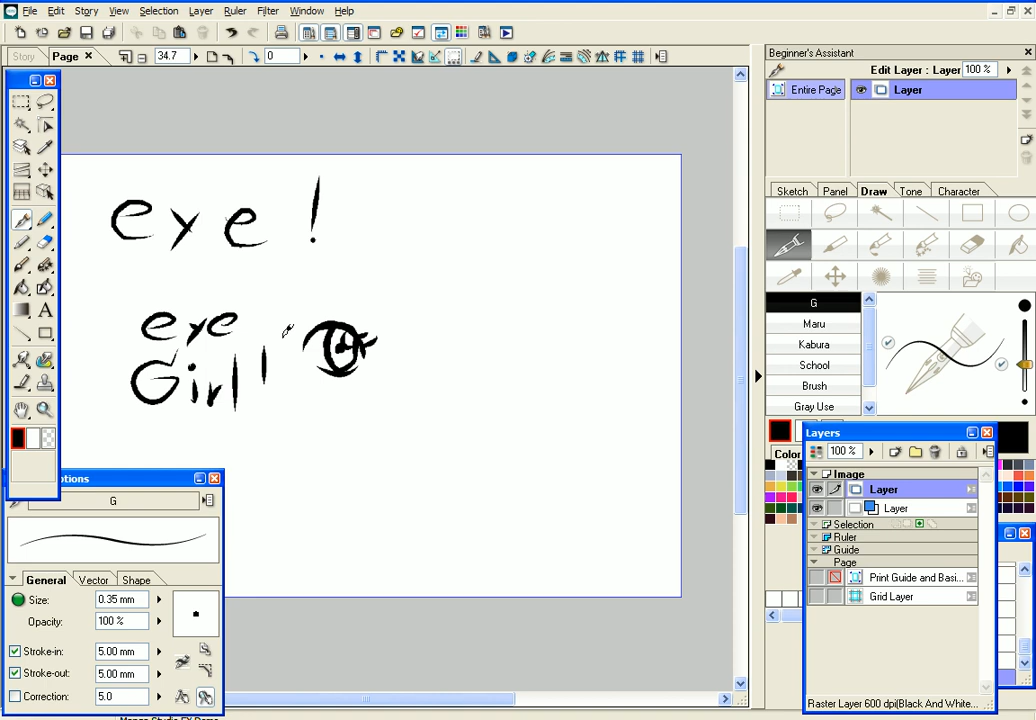 File Edit Story View Selection Layer Ruler Filter Window Help
Story Page 34.7 0
Beginner's Assistant
Edit Layer : Layer 100 %
Entire Page Layer
Sketch Panel Draw Tone Character
G
Maru
Kabura
School
Brush
Gray Use
eye !
eye
Girl !
Color
Layers
100 %
Image
Layer
Layer
Selection
Ruler
Guide
Page
Print Guide and Basi...
Grid Layer
Raster Layer 600 dpi(Black And White...
G
General Vector Shape
Size: 0.35 mm
Opacity: 100 %
Stroke-in: 5.00 mm
Stroke-out: 5.00 mm
Correction: 5.0